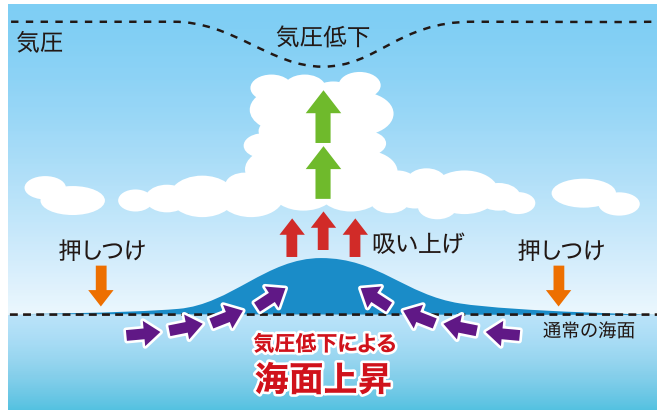 気圧
気圧低下
吸い上げ
押しつけ
押しつけ
通常の海面
気圧低下による
海面上昇